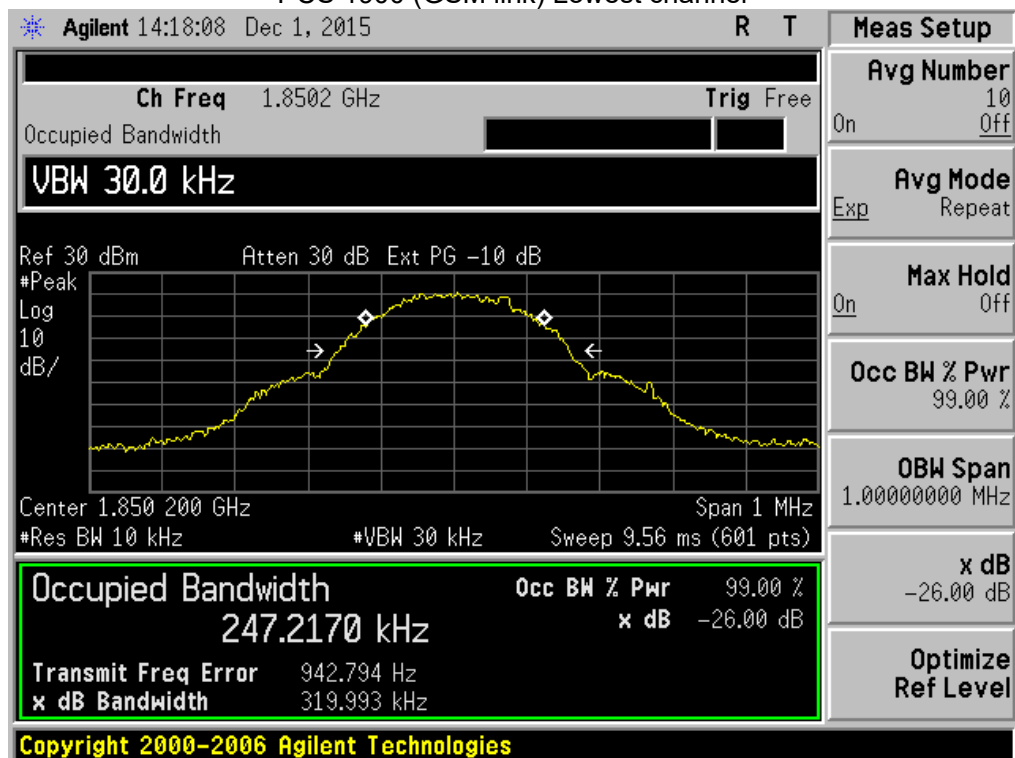 PCS 1900 (GSM link) Lowest channel
Agilent 14:18:08 Dec 1, 2015 R T
Meas Setup
Ch Freq 1.8502 GHz Trig Free
Occupied Bandwidth
VBW 30.0 kHz
Ref 30 dBm Atten 30 dB Ext PG -10 dB
#Peak
Log
10
dB/
Center 1.850 200 GHz Span 1 MHz
#Res BW 10 kHz #VBW 30 kHz Sweep 9.56 ms (601 pts)
Occupied Bandwidth
247.2170 kHz
Occ BW % Pwr 99.00 %
x dB -26.00 dB
Transmit Freq Error 942.794 Hz
x dB Bandwidth 319.993 kHz
Avg Number
10
On Off
Avg Mode
Exp Repeat
Max Hold
On Off
Occ BW % Pwr
99.00 %
OBW Span
1.00000000 MHz
x dB
-26.00 dB
Optimize
Ref Level
Copyright 2000-2006 Agilent Technologies